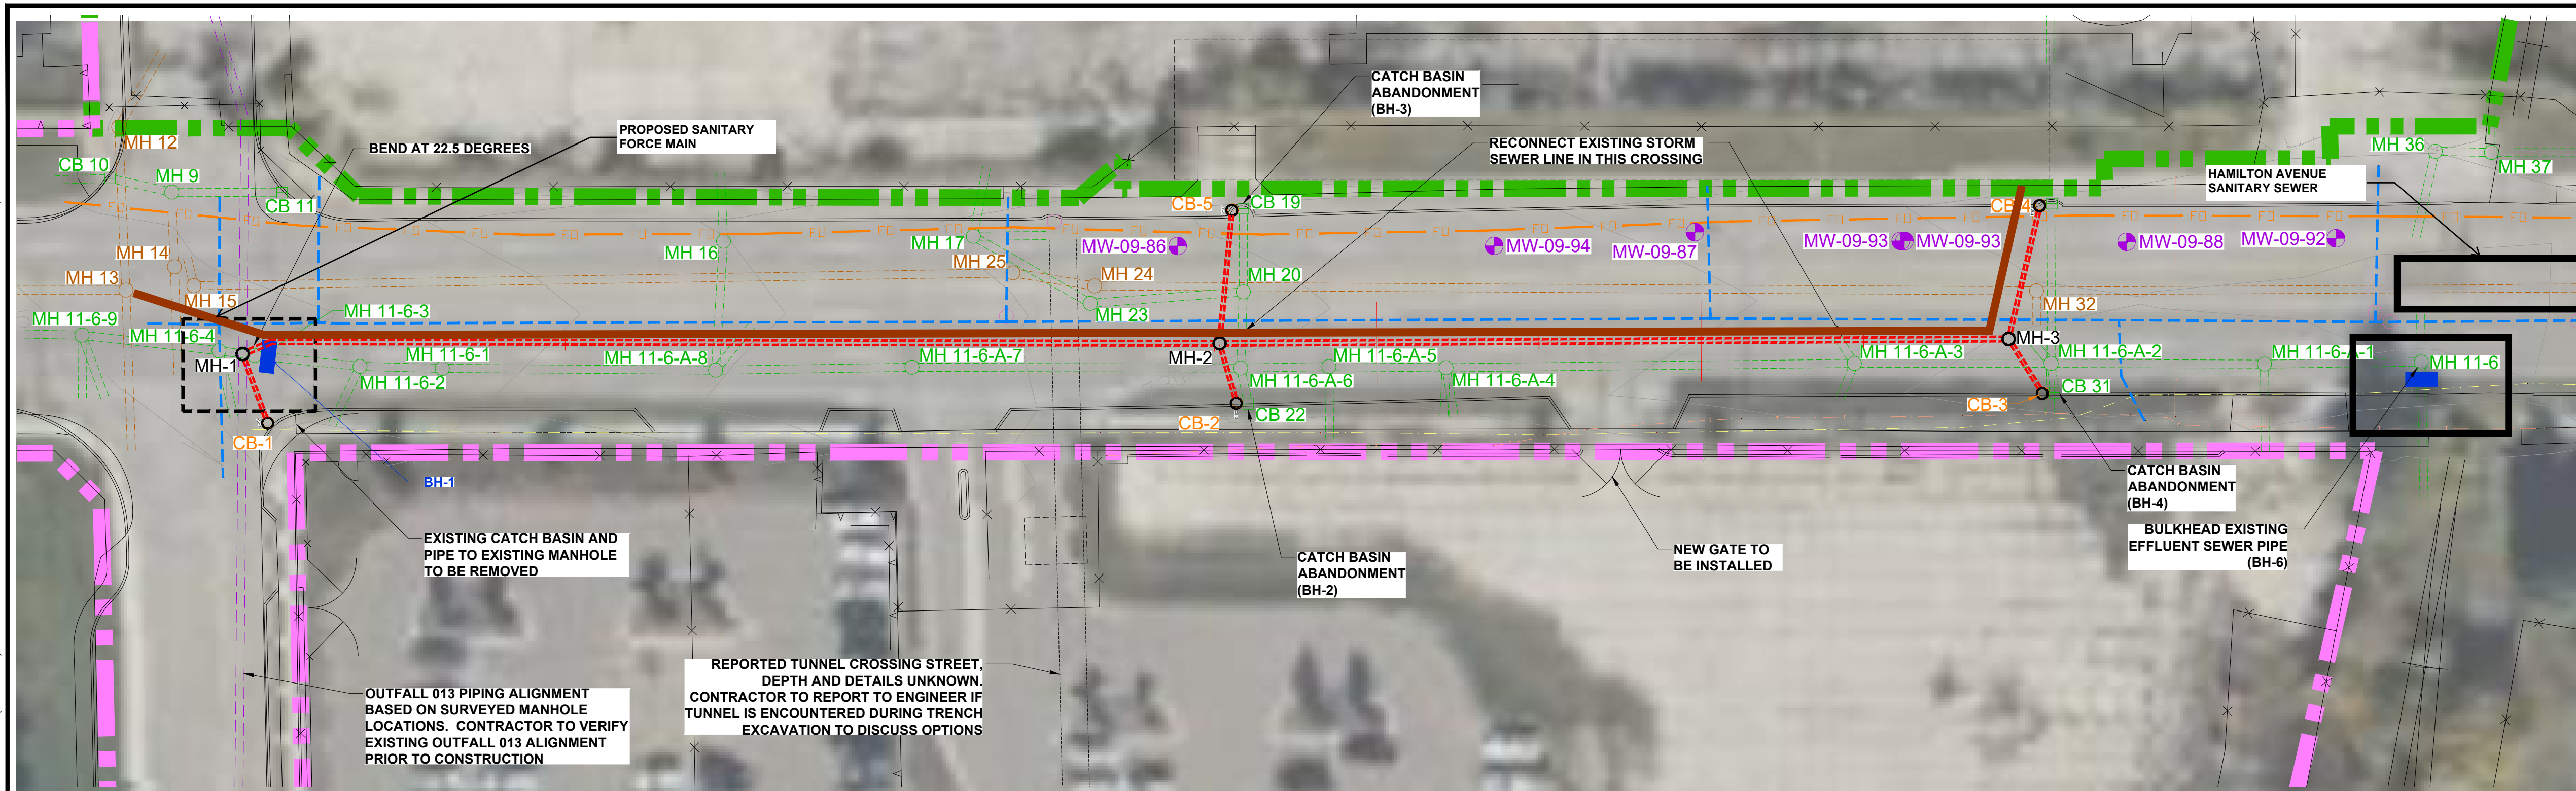 CATCH BASIN
ABANDONMENT
(BH-3)
PROPOSED SANITARY
FORCE MAIN
BEND AT 22.5 DEGREES
RECONNECT EXISTING STORM
SEWER LINE IN THIS CROSSING
HAMILTON AVENUE
SANITARY SEWER
MH 12
CB 10
MH 9
CB 11
MH 36
MH 37
CB-5
CB 19
CB-4
MH 14
MH 13
MH 15
MH 16
MH 17
MH 25
MH 24
MH 23
MH 20
MW-09-86
MW-09-94
MW-09-87
MW-09-93
MW-09-93
MW-09-88
MW-09-92
MH 32
MH 11-6-9
MH 11-6-4
MH 11-6-3
MH-1
MH 11-6-1
MH 11-6-2
MH 11-6-A-8
MH 11-6-A-7
MH-2
MH 11-6-A-5
MH 11-6-A-6
MH 11-6-A-4
MH 11-6-A-3
MH-3
MH 11-6-A-2
MH 11-6-A-1
MH 11-6
CB-1
CB-2
CB 22
CB-3
CB 31
BH-1
CATCH BASIN
ABANDONMENT
(BH-4)
EXISTING CATCH BASIN AND
PIPE TO EXISTING MANHOLE
TO BE REMOVED
CATCH BASIN
ABANDONMENT
(BH-2)
NEW GATE TO
BE INSTALLED
BULKHEAD EXISTING
EFFLUENT SEWER PIPE
(BH-6)
OUTFALL 013 PIPING ALIGNMENT
BASED ON SURVEYED MANHOLE
LOCATIONS. CONTRACTOR TO VERIFY
EXISTING OUTFALL 013 ALIGNMENT
PRIOR TO CONSTRUCTION
REPORTED TUNNEL CROSSING STREET,
DEPTH AND DETAILS UNKNOWN.
CONTRACTOR TO REPORT TO ENGINEER IF
TUNNEL IS ENCOUNTERED DURING TRENCH
EXCAVATION TO DISCUSS OPTIONS